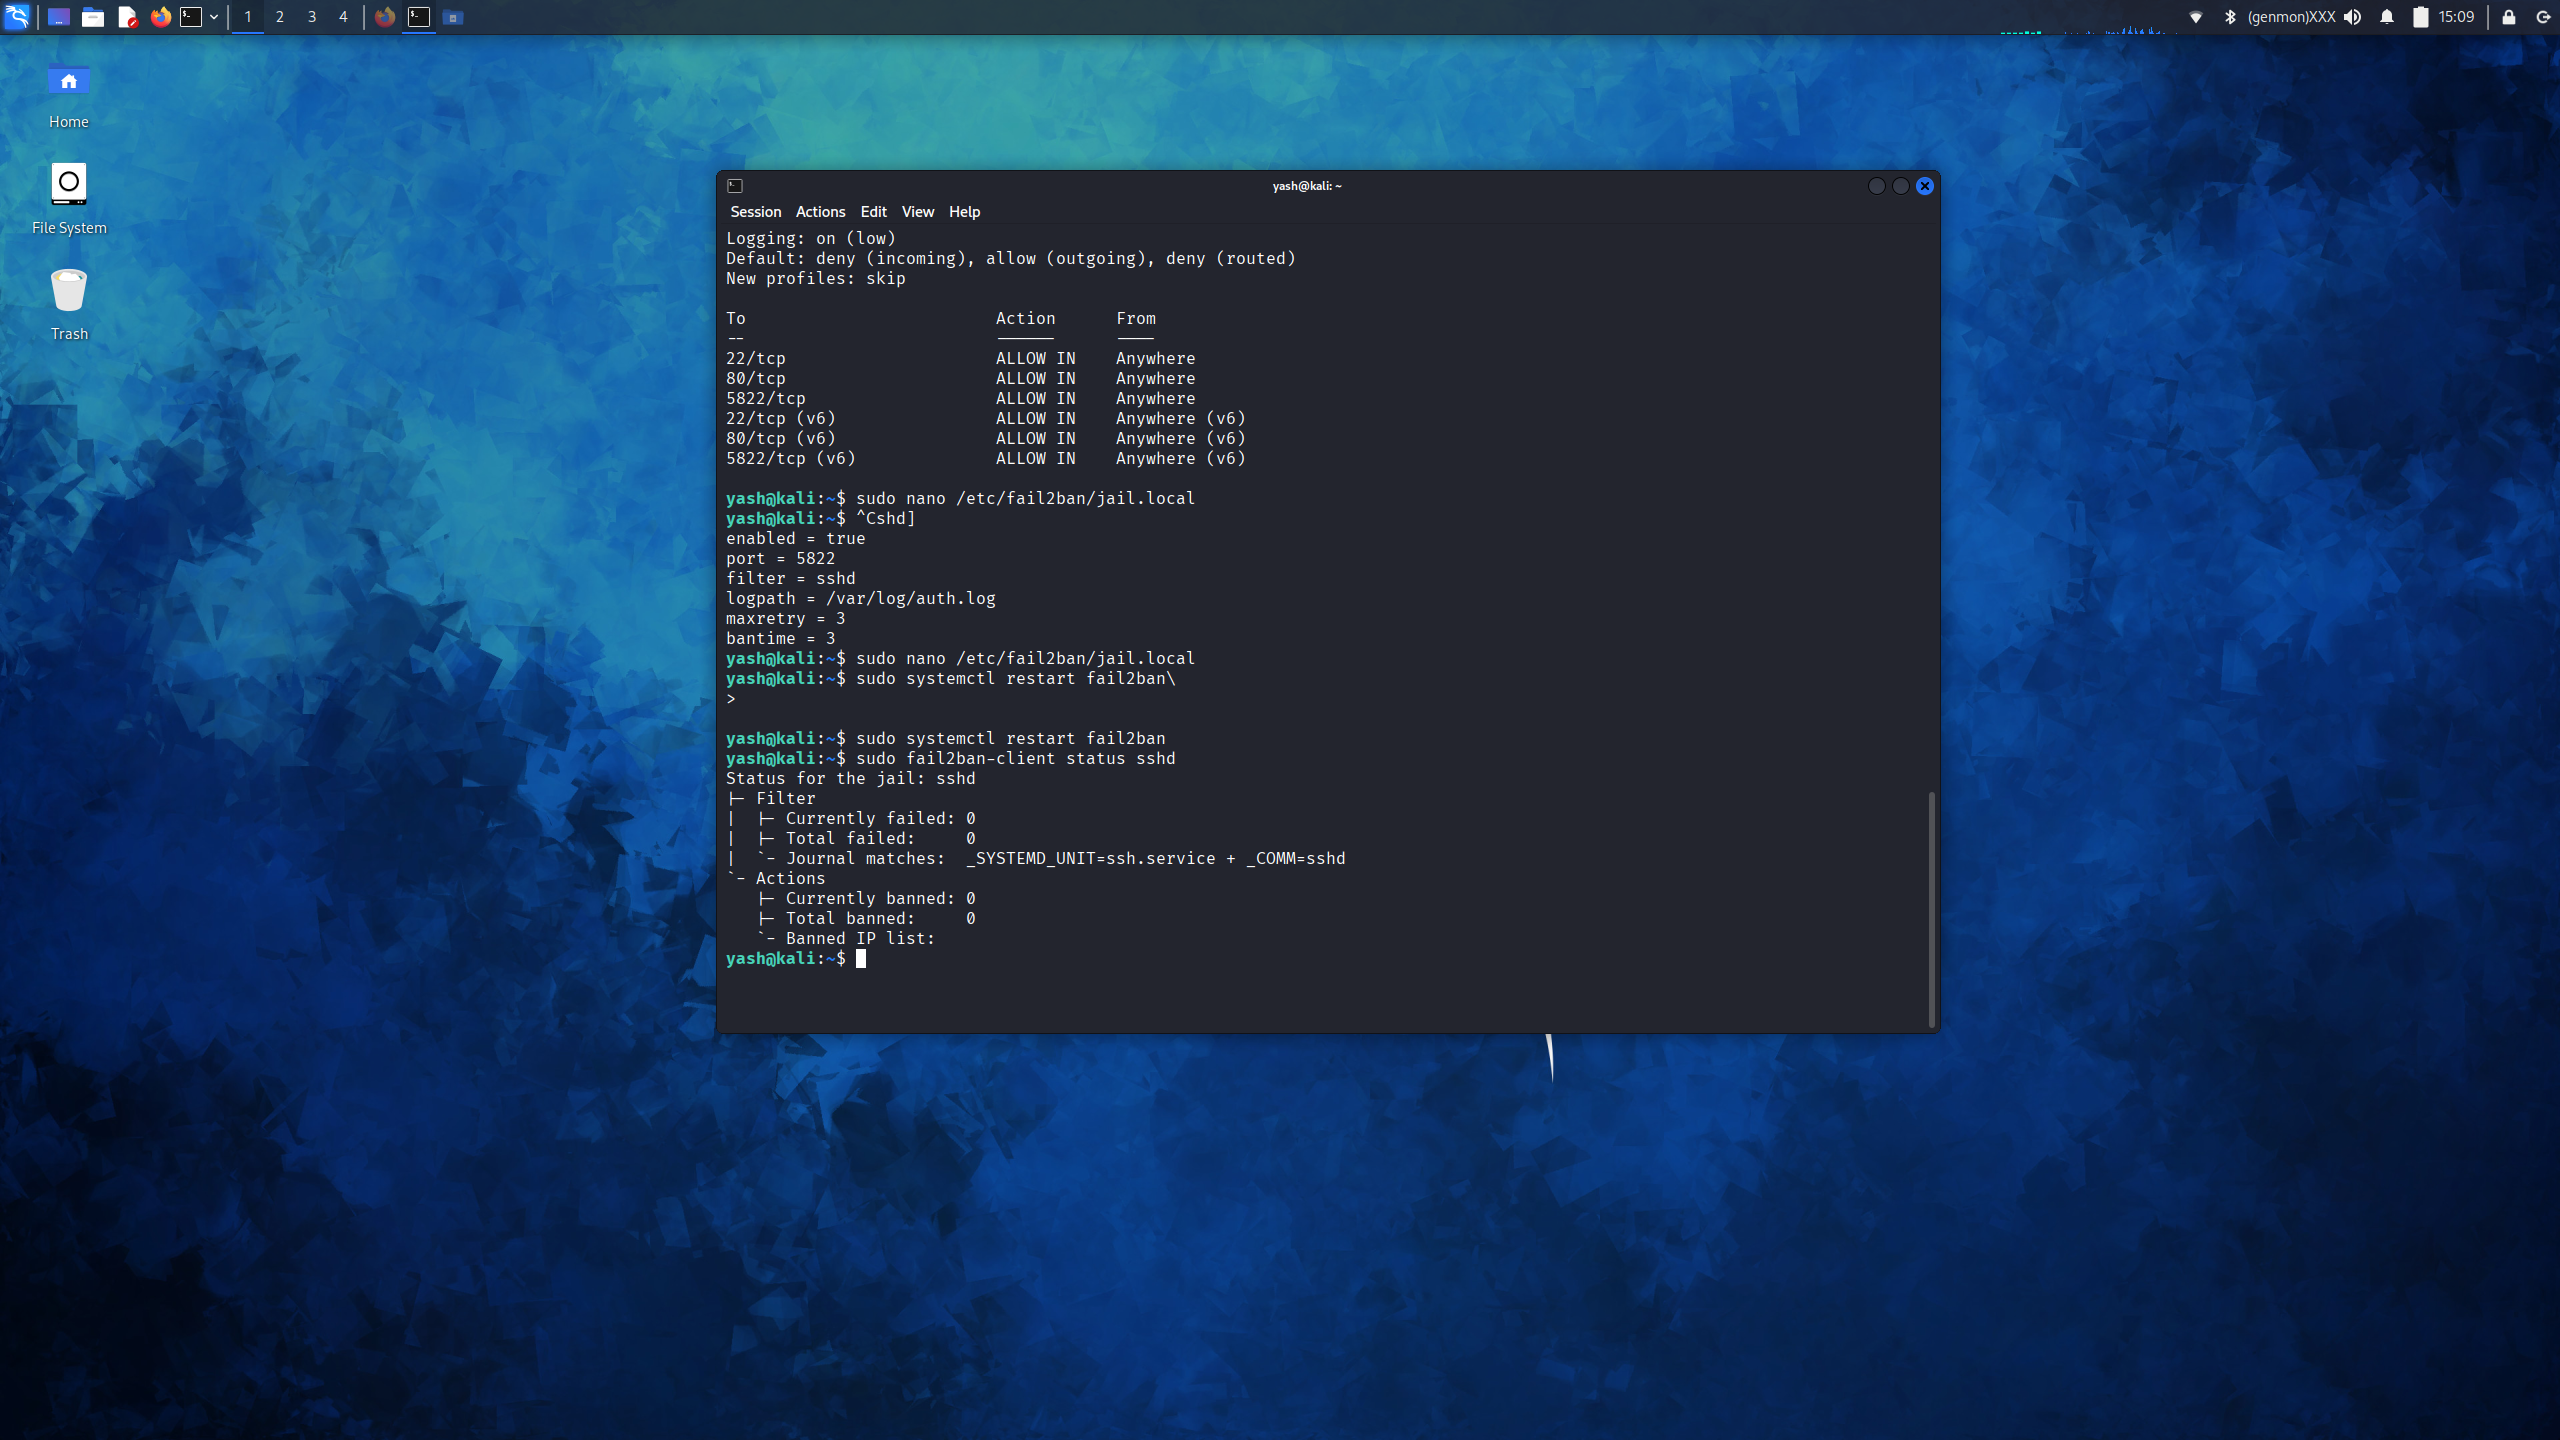 1 2 3 4
(genmon)XXX 15:09
Home
File System
Trash
yash@kali: ~
Session Actions Edit View Help
Logging: on (low)
Default: deny (incoming), allow (outgoing), deny (routed)
New profiles: skip
To Action From
-- ------ ----
22/tcp ALLOW IN Anywhere
80/tcp ALLOW IN Anywhere
5822/tcp ALLOW IN Anywhere
22/tcp (v6) ALLOW IN Anywhere (v6)
80/tcp (v6) ALLOW IN Anywhere (v6)
5822/tcp (v6) ALLOW IN Anywhere (v6)
yash@kali:~$ sudo nano /etc/fail2ban/jail.local
yash@kali:~$ ^Cshd]
enabled = true
port = 5822
filter = sshd
logpath = /var/log/auth.log
maxretry = 3
bantime = 3
yash@kali:~$ sudo nano /etc/fail2ban/jail.local
yash@kali:~$ sudo systemctl restart fail2ban\
>
yash@kali:~$ sudo systemctl restart fail2ban
yash@kali:~$ sudo fail2ban-client status sshd
Status for the jail: sshd
|- Filter
|  |- Currently failed: 0
|  |- Total failed: 0
|  `- Journal matches: _SYSTEMD_UNIT=ssh.service + _COMM=sshd
`- Actions
   |- Currently banned: 0
   |- Total banned: 0
   `- Banned IP list:
yash@kali:~$